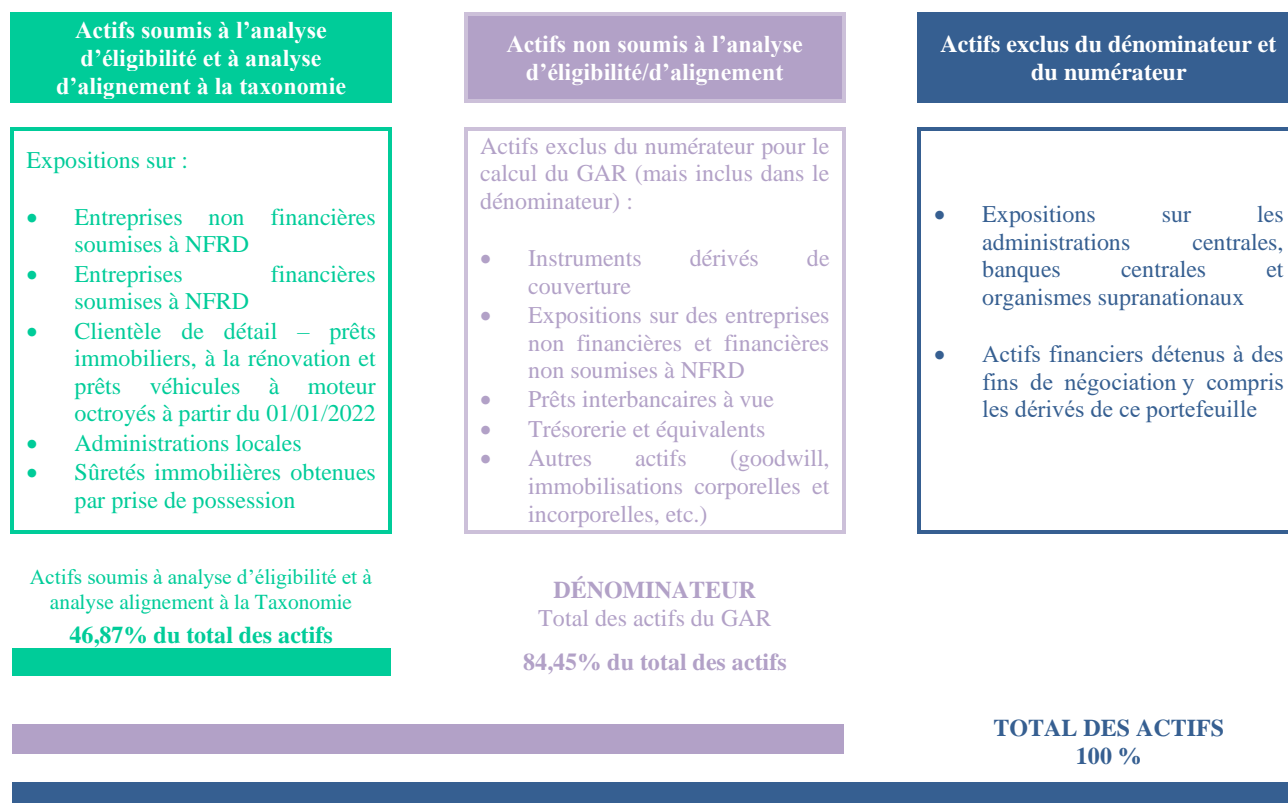 Actifs soumis à l’analyse
d’éligibilité et à analyse
d’alignement à la taxonomie
Expositions sur :
• Entreprises non financières
soumises à NFRD
• Entreprises financières
soumises à NFRD
• Clientèle de détail – prêts
immobiliers, à la rénovation et
prêts véhicules à moteur
octroyés à partir du 01/01/2022
• Administrations locales
• Sûretés immobilières obtenues
par prise de possession
Actifs soumis à analyse d’éligibilité et à
analyse alignement à la Taxonomie
46,87% du total des actifs
Actifs non soumis à l’analyse
d’éligibilité/d’alignement
Actifs exclus du numérateur pour le
calcul du GAR (mais inclus dans le
dénominateur) :
• Instruments dérivés de
couverture
• Expositions sur des entreprises
non financières et financières
non soumises à NFRD
• Prêts interbancaires à vue
• Trésorerie et équivalents
• Autres actifs (goodwill,
immobilisations corporelles et
incorporelles, etc.)
DÉNOMINATEUR
Total des actifs du GAR
84,45% du total des actifs
Actifs exclus du dénominateur et
du numérateur
• Expositions sur les
administrations centrales,
banques centrales et
organismes supranationaux
• Actifs financiers détenus à des
fins de négociation y compris
les dérivés de ce portefeuille
TOTAL DES ACTIFS
100 %